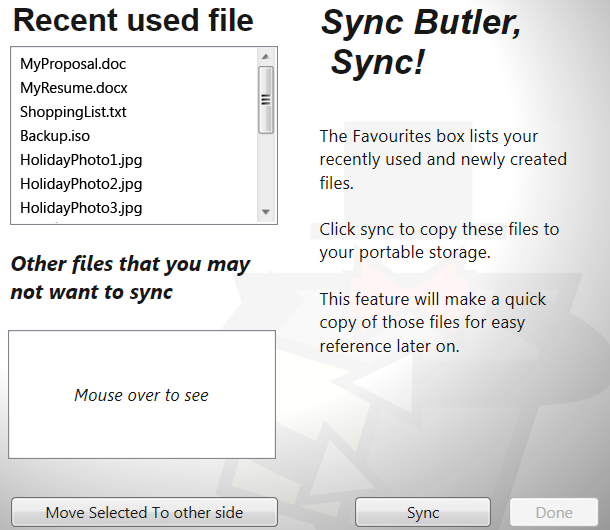 Recent used file
MyProposal.doc
MyResume.docx
ShoppingList.txt
Backup.iso
HolidayPhoto1.jpg
HolidayPhoto2.jpg
HolidayPhoto3.jpg
Other files that you may
not want to sync
Mouse over to see
Move Selected To other side
Sync Butler,
Sync!
The Favourites box lists your
recently used and newly created
files.
Click sync to copy these files to
your portable storage.
This feature will make a quick
copy of those files for easy
reference later on.
Sync
Done